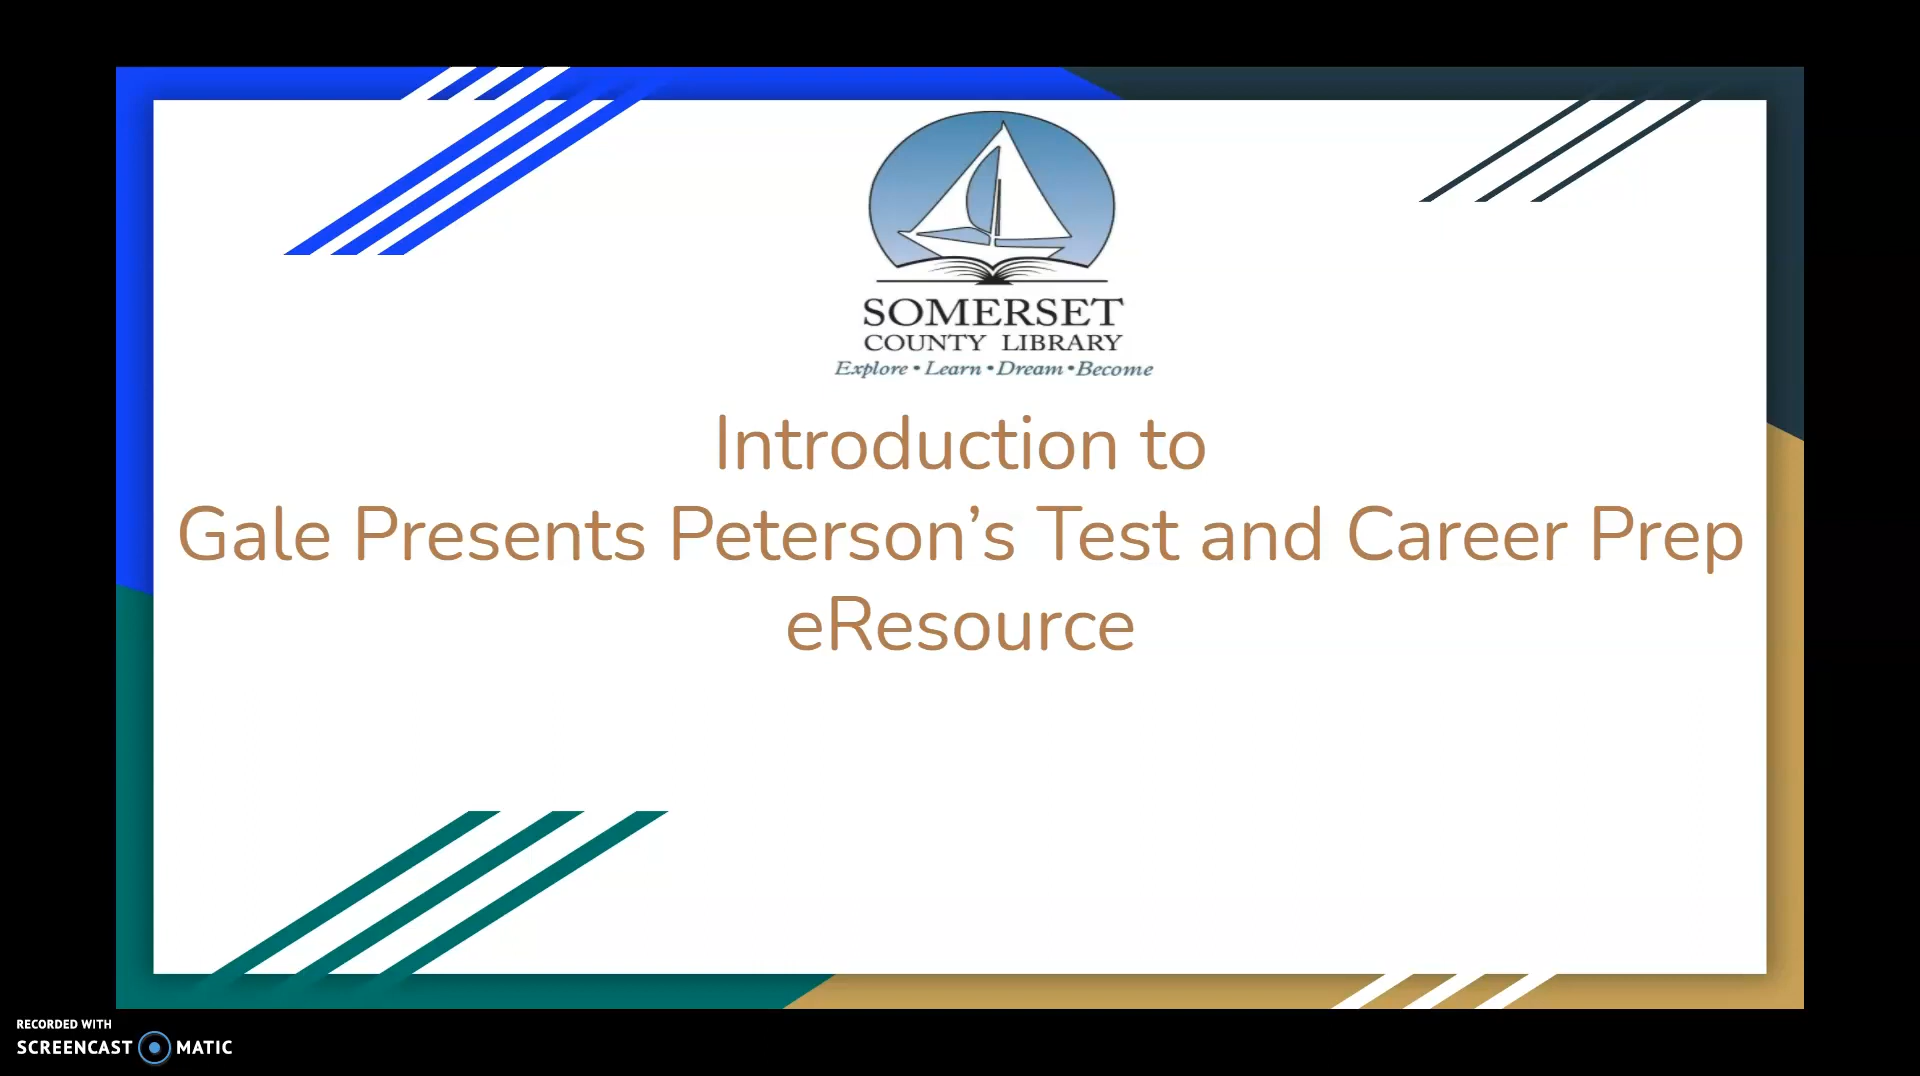 SOMERSET
COUNTY LIBRARY
Explore • Learn • Dream • Become
Introduction to
Gale Presents Peterson’s Test and Career Prep
eResource
RECORDED WITH
SCREENCAST MATIC